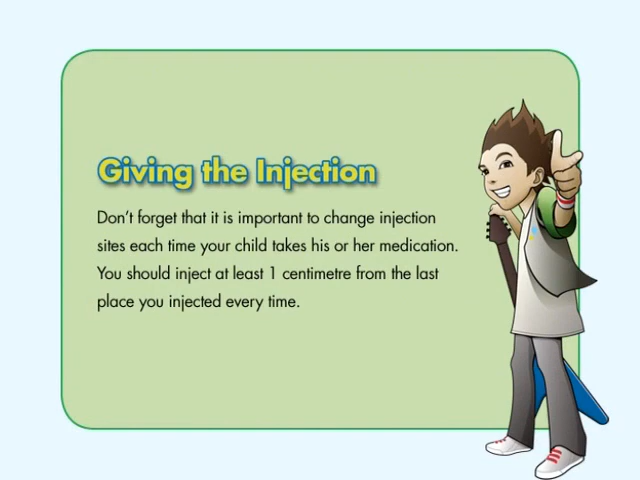 Giving the Injection
Don't forget that it is important to change injection
sites each time your child takes his or her medication.
You should inject at least 1 centimetre from the last
place you injected every time.